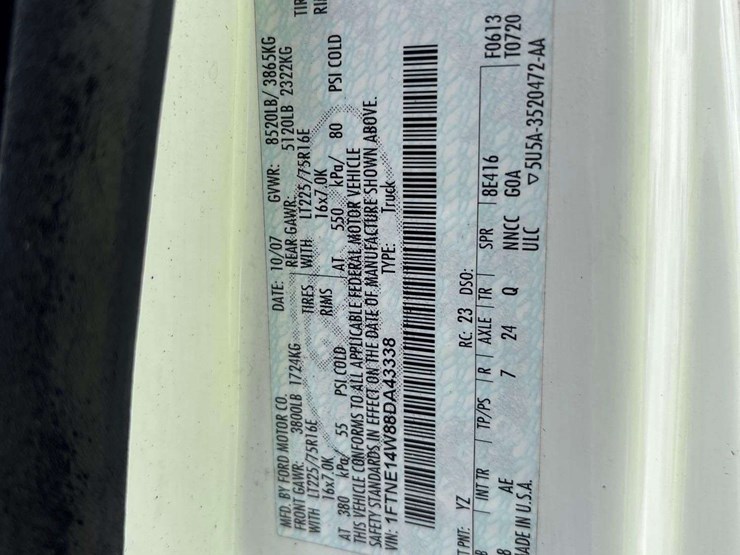 MFD. BY FORD MOTOR CO.
DATE: 10/07 GVWR: 8520LB/ 3865KG
FRONT GAWR: 3800LB 1724KG REAR GAWR: 5120LB 2322KG
WITH LT225/75R16E TIRES WITH LT225/75R16E TIR
16x7.0K RIMS 16x7.0K RI
AT 380 kPa/ 55 PSI COLD AT 550 kPa/ 80 PSI COLD
THIS VEHICLE CONFORMS TO ALL APPLICABLE FEDERAL MOTOR VEHICLE
SAFETY STANDARDS IN EFFECT ON THE DATE OF MANUFACTURE SHOWN ABOVE.
VIN: 1FTNE14W88DA43338 TYPE: Truck
T PNT: YZ RC: 23 DSO:
B INT TR TP/PS R AXLE TR SPR 8E416 F0613
B AE 7 24 Q NNCC GOA T0720
ADE IN U.S.A. ULC ▽5U5A-3520472-AA